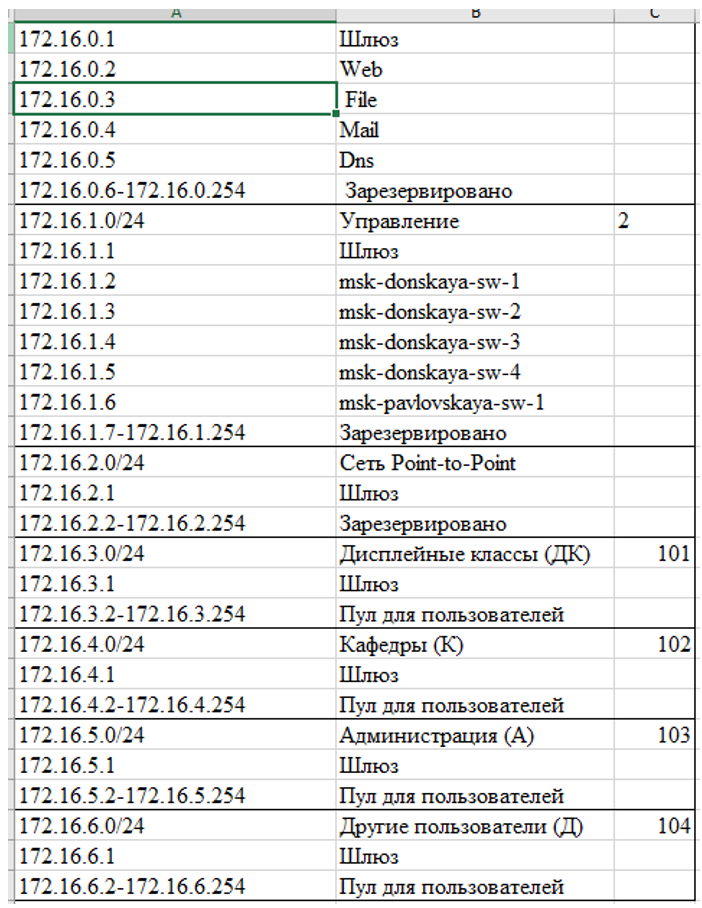 A B C
172.16.0.1 Шлюз
172.16.0.2 Web
172.16.0.3 File
172.16.0.4 Mail
172.16.0.5 Dns
172.16.0.6-172.16.0.254 Зарезервировано
172.16.1.0/24 Управление 2
172.16.1.1 Шлюз
172.16.1.2 msk-donskaya-sw-1
172.16.1.3 msk-donskaya-sw-2
172.16.1.4 msk-donskaya-sw-3
172.16.1.5 msk-donskaya-sw-4
172.16.1.6 msk-pavlovskaya-sw-1
172.16.1.7-172.16.1.254 Зарезервировано
172.16.2.0/24 Сеть Point-to-Point
172.16.2.1 Шлюз
172.16.2.2-172.16.2.254 Зарезервировано
172.16.3.0/24 Дисплейные классы (ДК) 101
172.16.3.1 Шлюз
172.16.3.2-172.16.3.254 Пул для пользователей
172.16.4.0/24 Кафедры (К) 102
172.16.4.1 Шлюз
172.16.4.2-172.16.4.254 Пул для пользователей
172.16.5.0/24 Администрация (А) 103
172.16.5.1 Шлюз
172.16.5.2-172.16.5.254 Пул для пользователей
172.16.6.0/24 Другие пользователи (Д) 104
172.16.6.1 Шлюз
172.16.6.2-172.16.6.254 Пул для пользователей